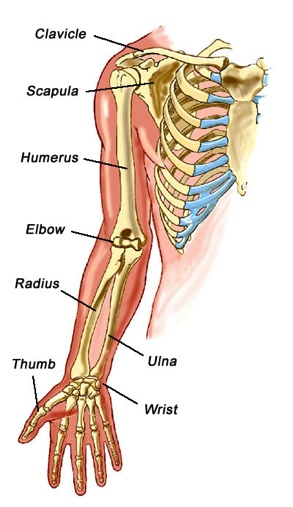 Clavicle
Scapula
Humerus
Elbow
Radius
Ulna
Thumb
Wrist